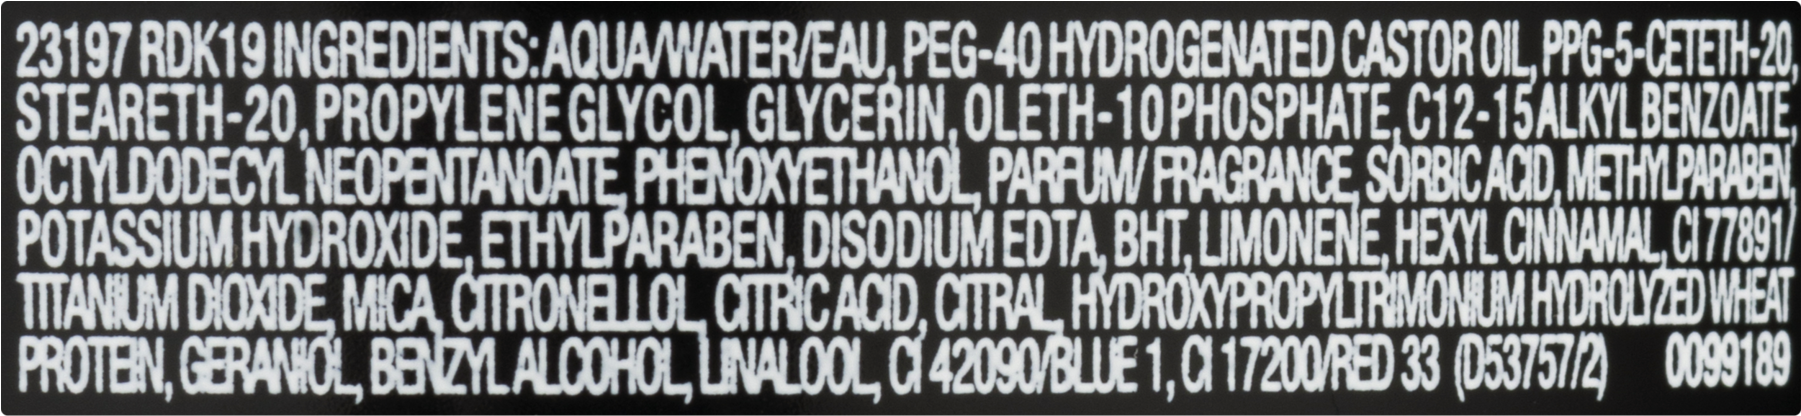 23197 RDK19 INGREDIENTS: AQUA/WATER/EAU, PEG-40 HYDROGENATED CASTOR OIL, PPG-5-CETETH-20,
STEARETH-20, PROPYLENE GLYCOL, GLYCERIN, OLETH-10 PHOSPHATE, C12-15 ALKYL BENZOATE,
OCTYLDODECYL NEOPENTANOATE, PHENOXYETHANOL, PARFUM/ FRAGRANCE, SORBIC ACID, METHYLPARABEN,
POTASSIUM HYDROXIDE, ETHYLPARABEN, DISODIUM EDTA, BHT, LIMONENE, HEXYL CINNAMAL, CI 77891/
TITANIUM DIOXIDE, MICA, CITRONELLOL, CITRIC ACID, CITRAL, HYDROXYPROPYLTRIMONIUM HYDROLYZED WHEAT
PROTEIN, GERANIOL, BENZYL ALCOHOL, LINALOOL, CI 42090/BLUE 1, CI 17200/RED 33 (D53757/2) 0099189